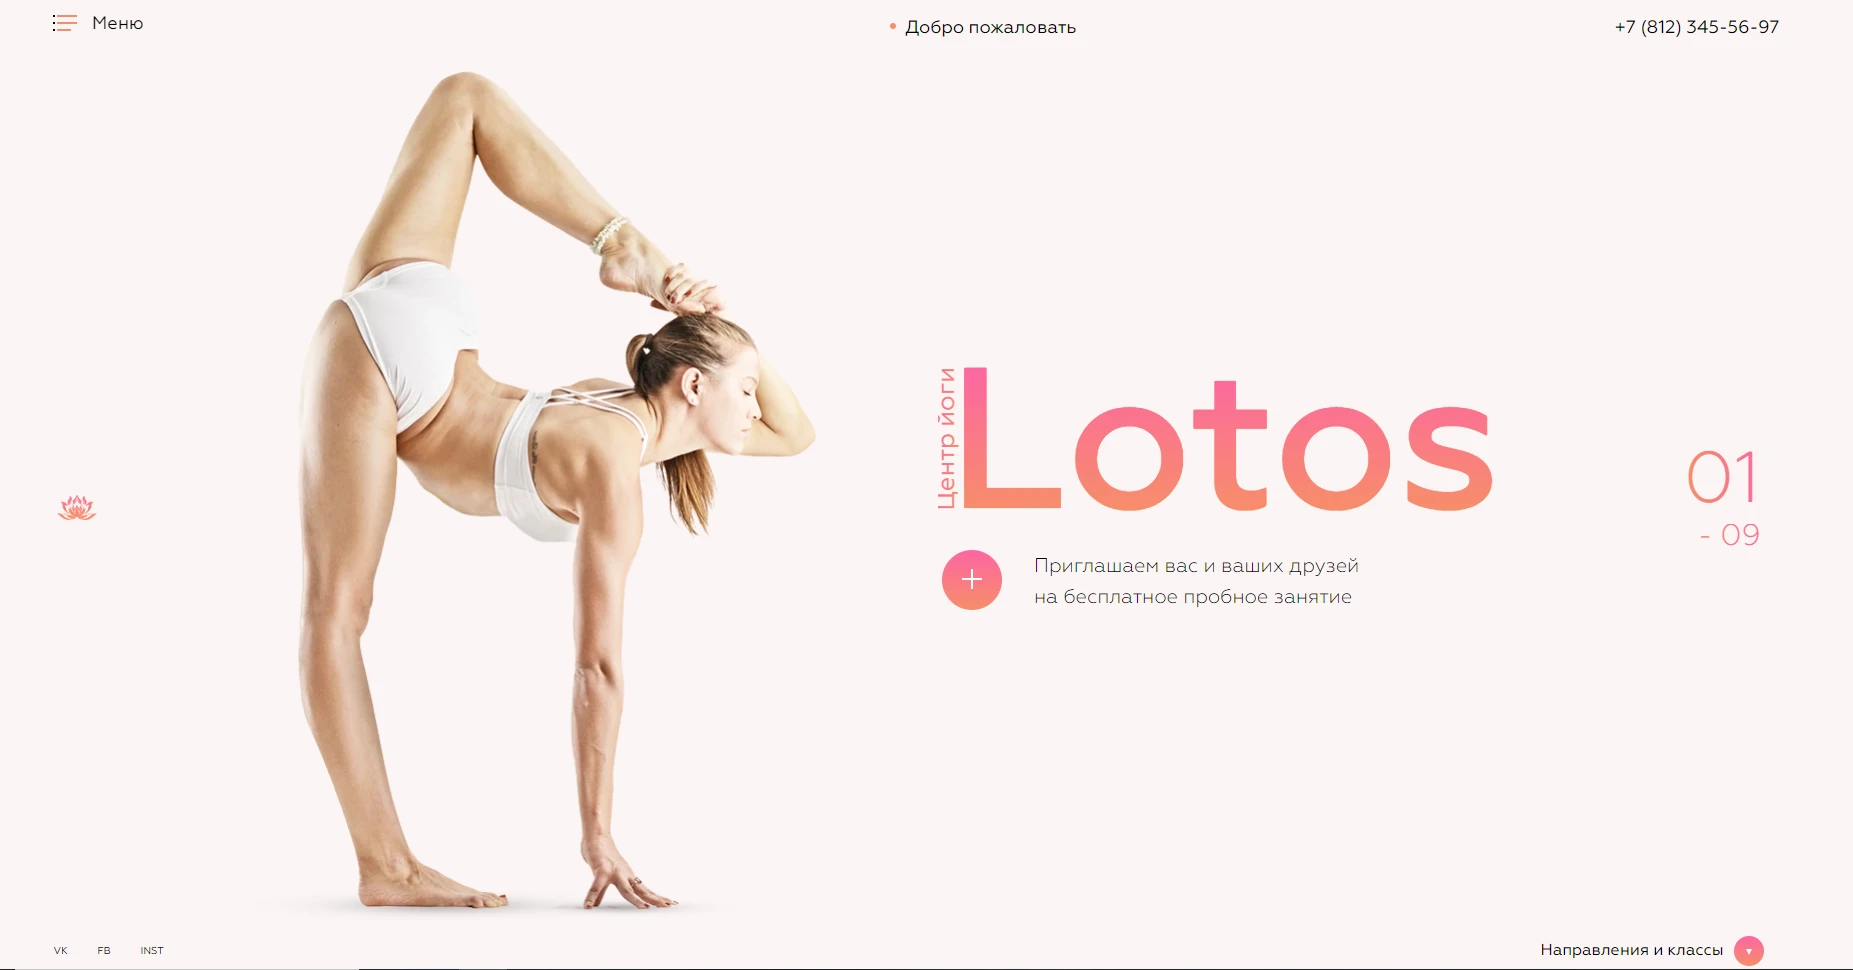 Меню
Добро пожаловать
+7 (812) 345-56-97
Центр йоги
Lotos
01
- 09
Приглашаем вас и ваших друзей
на бесплатное пробное занятие
VK FB INST
Направления и классы